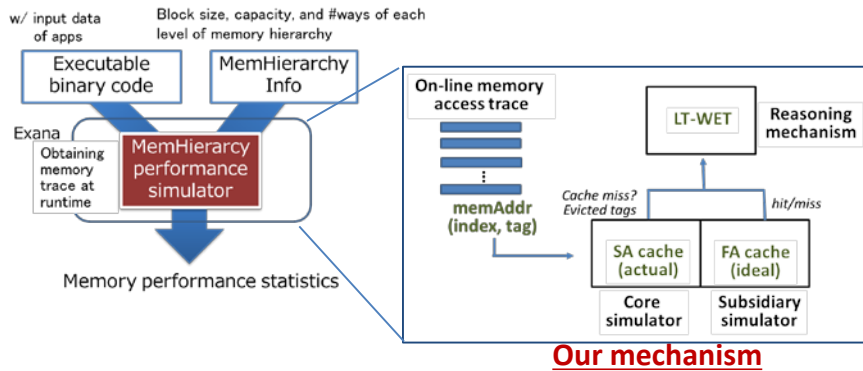 w/ input data
of apps
Block size, capacity, and #ways of each
level of memory hierarchy
Executable
binary code
MemHierarchy
Info
Exana
Obtaining
memory
trace at
runtime
MemHierarcy
performance
simulator
Memory performance statistics
On-line memory
access trace
memAddr
(index, tag)
LT-WET
Reasoning
mechanism
Cache miss?
Evicted tags
hit/miss
SA cache
(actual)
FA cache
(ideal)
Core
simulator
Subsidiary
simulator
Our mechanism